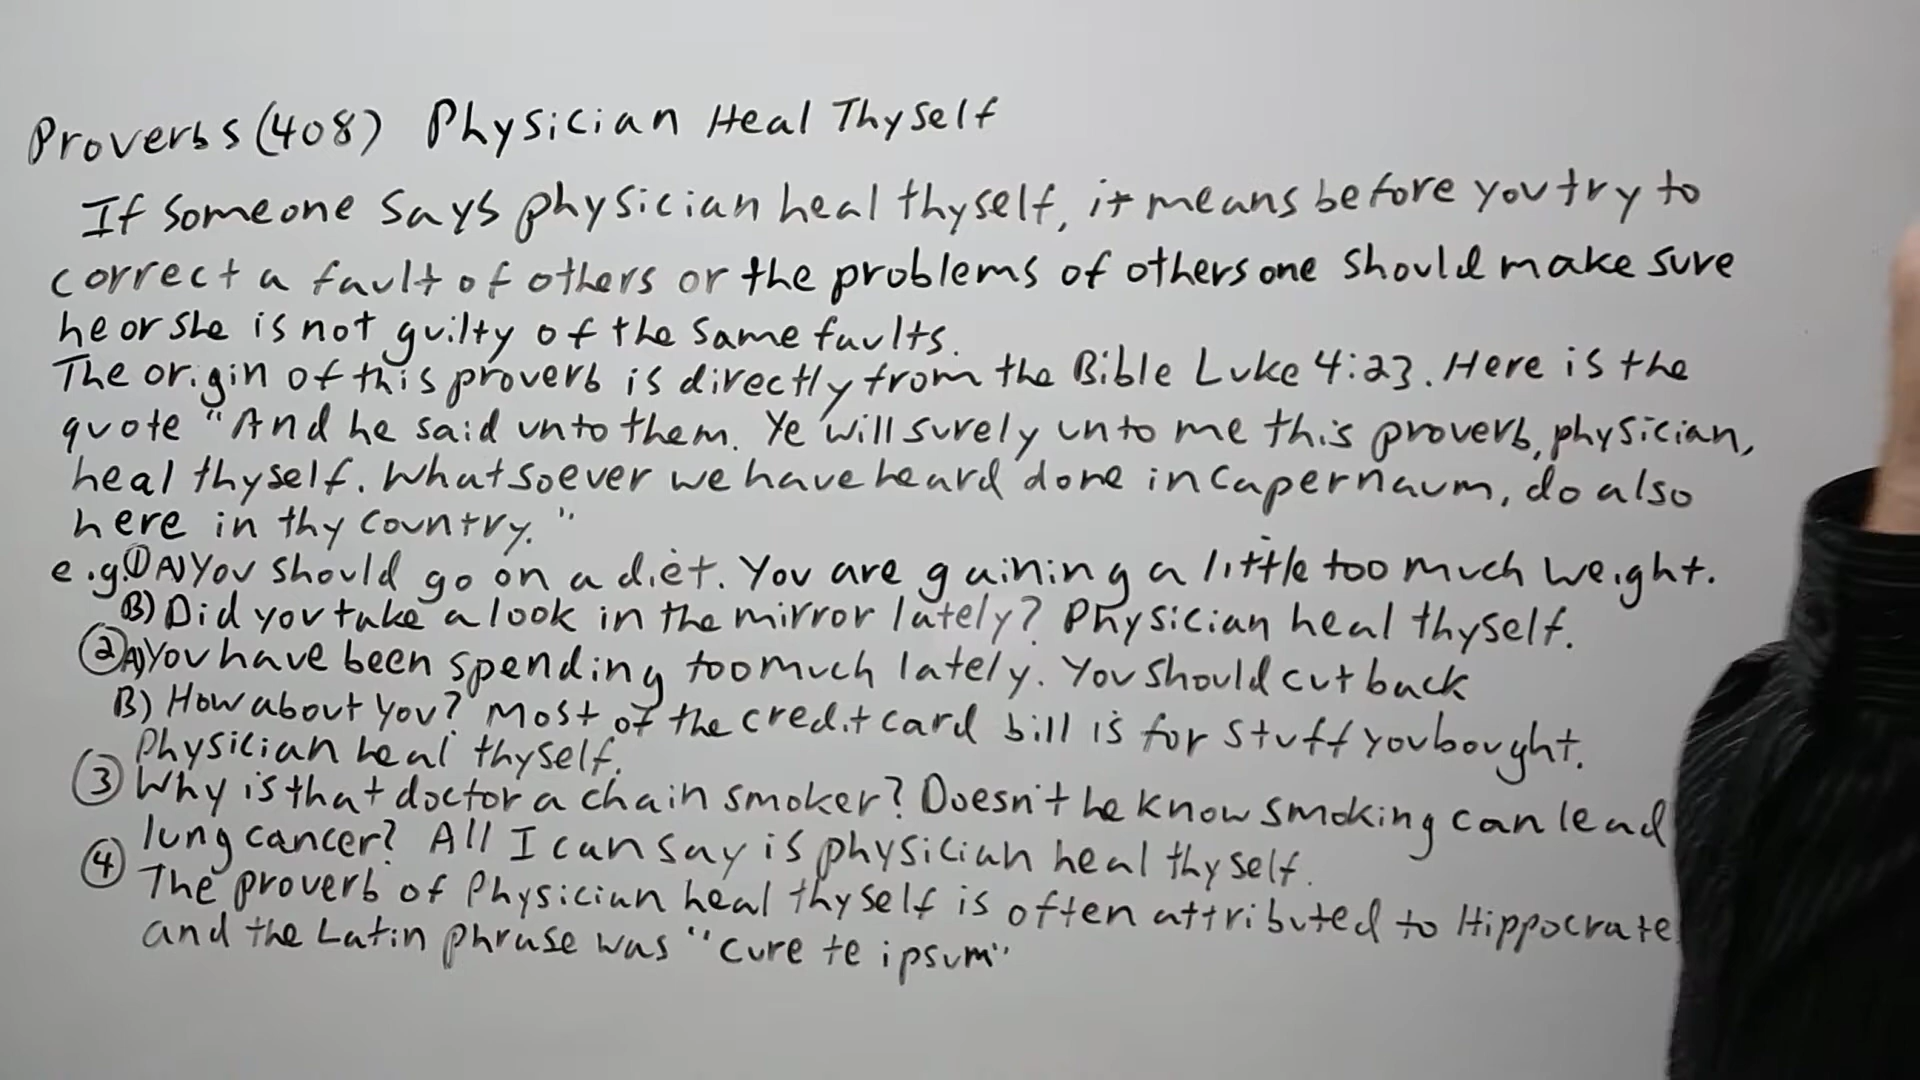 Proverbs (408) Physician Heal Thyself
If someone says physician heal thyself, it means before you try to
correct a fault of others or the problems of others one should make sure
he or she is not guilty of the same faults.
The origin of this proverb is directly from the Bible Luke 4:23. Here is the
quote "And he said unto them. Ye will surely unto me this proverb, physician,
heal thyself. Whatsoever we have heard done in Capernaum, do also
here in thy country."
e.g. ① A) You should go on a diet. You are gaining a little too much weight.
B) Did you take a look in the mirror lately? Physician heal thyself.
② A) You have been spending too much lately. You should cut back
B) How about you? Most of the credit card bill is for stuff you bought.
Physician heal thyself.
③ Why is that doctor a chain smoker? Doesn't he know smoking can lead
lung cancer? All I can say is physician heal thyself.
④ The proverb of Physician heal thyself is often attributed to Hippocrate
and the Latin phrase was "cure te ipsum"